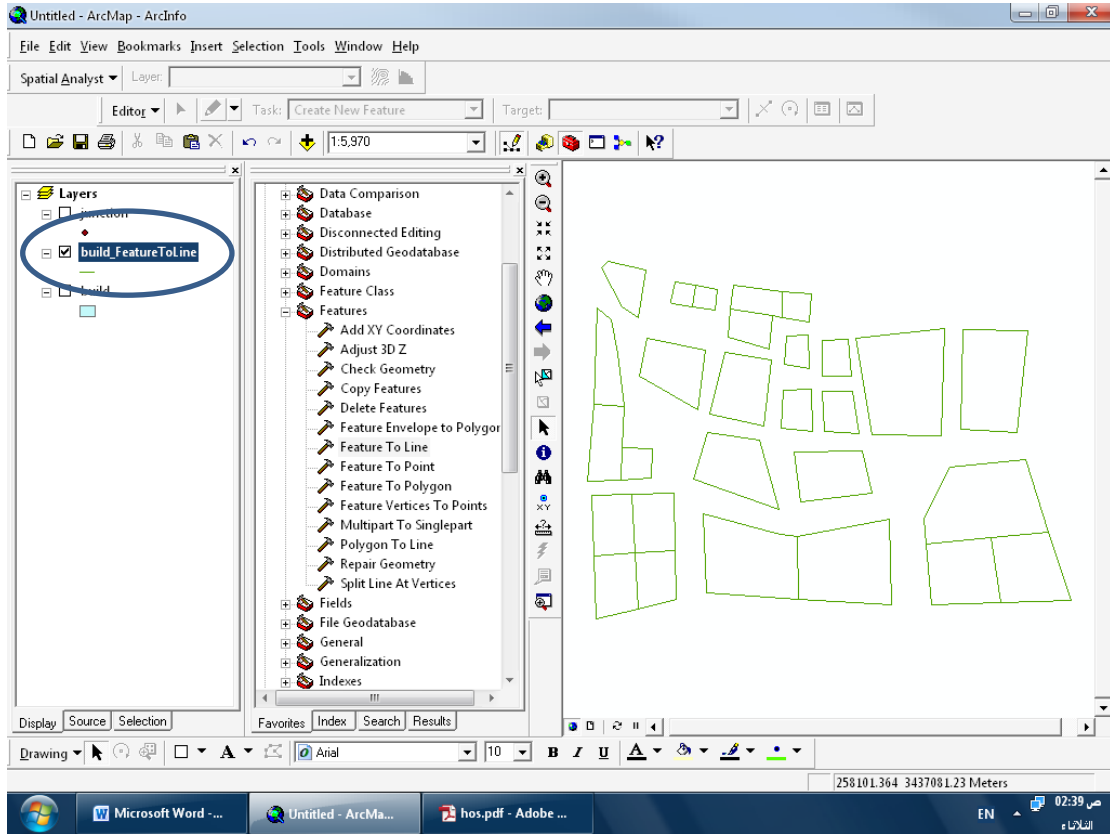 Untitled - ArcMap - ArcInfo
File Edit View Bookmarks Insert Selection Tools Window Help
Spatial Analyst Layer:
Editor Task: Create New Feature Target:
1:5,970
Layers
junction
build_FeatureToLine
build
Display Source Selection
Data Comparison
Database
Disconnected Editing
Distributed Geodatabase
Domains
Feature Class
Features
Add XY Coordinates
Adjust 3D Z
Check Geometry
Copy Features
Delete Features
Feature Envelope to Polygor
Feature To Line
Feature To Point
Feature To Polygon
Feature Vertices To Points
Multipart To Singlepart
Polygon To Line
Repair Geometry
Split Line At Vertices
Fields
File Geodatabase
General
Generalization
Indexes
Favorites Index Search Results
XY
Drawing A Arial 10 B I U A
258101.364 3437081.23 Meters
Microsoft Word -... Untitled - ArcMa... hos.pdf - Adobe ... EN 02:39 ص
الثلاثاء